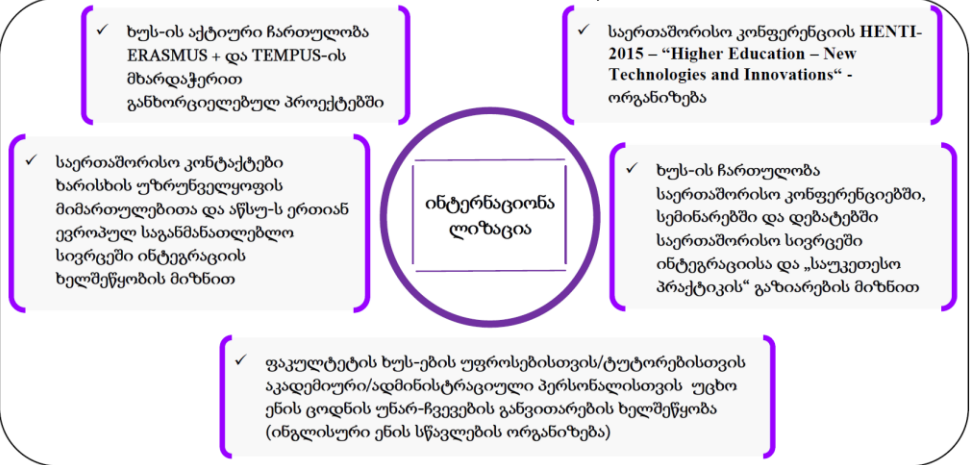 ✓ ხუს-ის აქტიური ჩართულობა
ERASMUS + და TEMPUS-ის
მხარდაჭერით
განხორციელებულ პროექტებში
✓ საერთაშორისო კონფერენციის HENTI-
2015 – “Higher Education – New
Technologies and Innovations“ -
ორგანიზება
✓ საერთაშორისო კონტაქტები
ხარისხის უზრუნველყოფის
მიმართულებითა და აწსუ-ს ერთიან
ევროპულ საგანმანათლებლო
სივრცეში ინტეგრაციის
ხელშეწყობის მიზნით
ინტერნაციონა
ლიზაცია
✓ ხუს-ის ჩართულობა
საერთაშორისო კონფერენციებში,
სემინარებში და დებატებში
საერთაშორისო სივრცეში
ინტეგრაციისა და „საუკეთესო
პრაქტიკის“ გაზიარების მიზნით
✓ ფაკულტეტის ხუს-ების უფროსებისთვის/ტუტორებისთვის
აკადემიური/ადმინისტრაციული პერსონალისთვის უცხო
ენის ცოდნის უნარ-ჩვევების განვითარების ხელშეწყობა
(ინგლისური ენის სწავლების ორგანიზება)